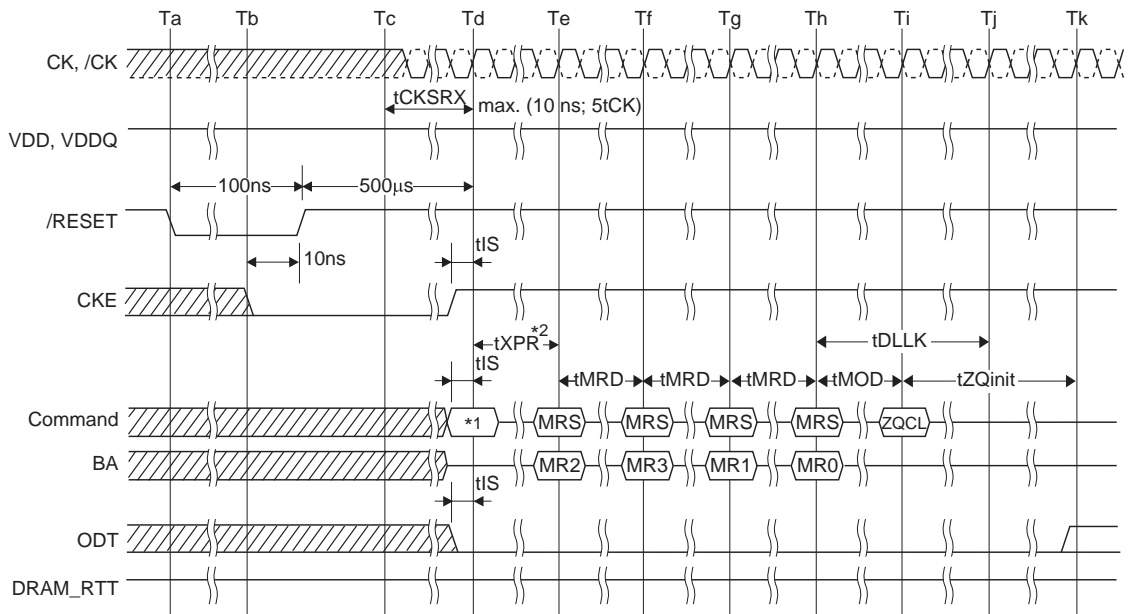 Ta Tb Tc Td Te Tf Tg Th Ti Tj Tk
CK, /CK
tCKSRX max. (10 ns; 5tCK)
VDD, VDDQ
100ns 500μs
/RESET
10ns tIS
CKE
tXPR*2 tDLLK
tIS tMRD tMRD tMRD tMOD tZQinit
Command *1 MRS MRS MRS MRS ZQCL
BA MR2 MR3 MR1 MR0
tIS
ODT
DRAM_RTT